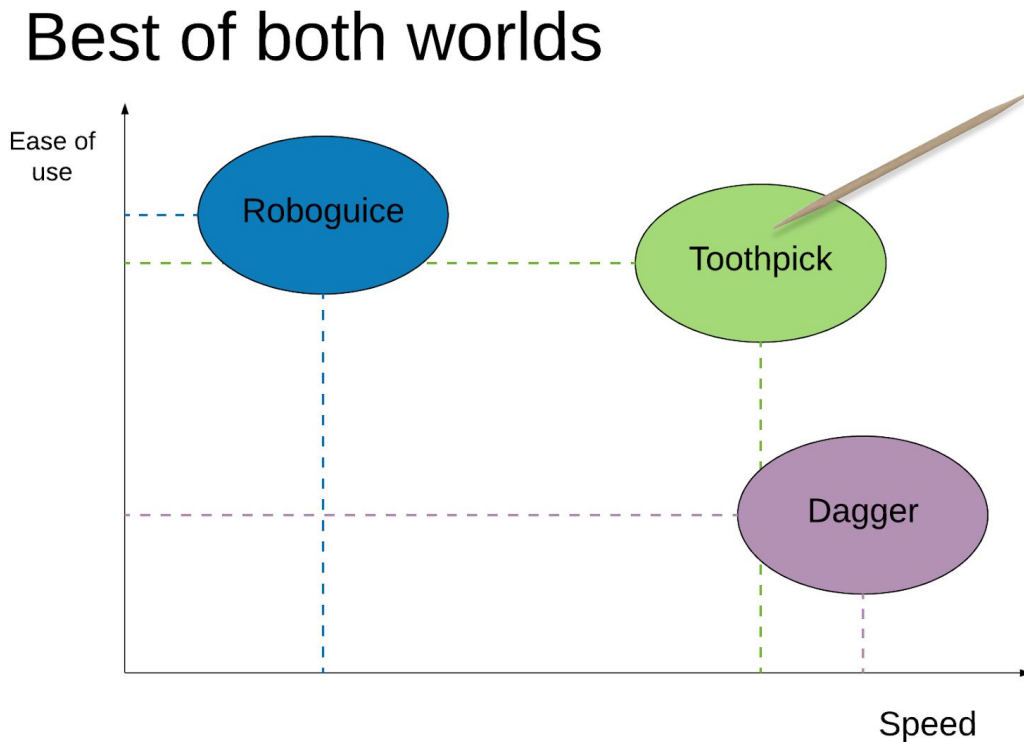 Best of both worlds
Ease of
use
Roboguice
Toothpick
Dagger
Speed